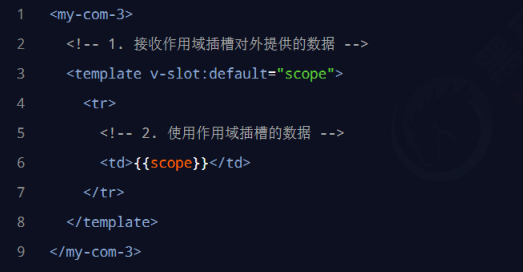 1 <my-com-3>
2 <!-- 1. 接收作用域插槽对外提供的数据 -->
3 <template v-slot:default="scope">
4 <tr>
5 <!-- 2. 使用作用域插槽的数据 -->
6 <td>{{scope}}</td>
7 </tr>
8 </template>
9 </my-com-3>